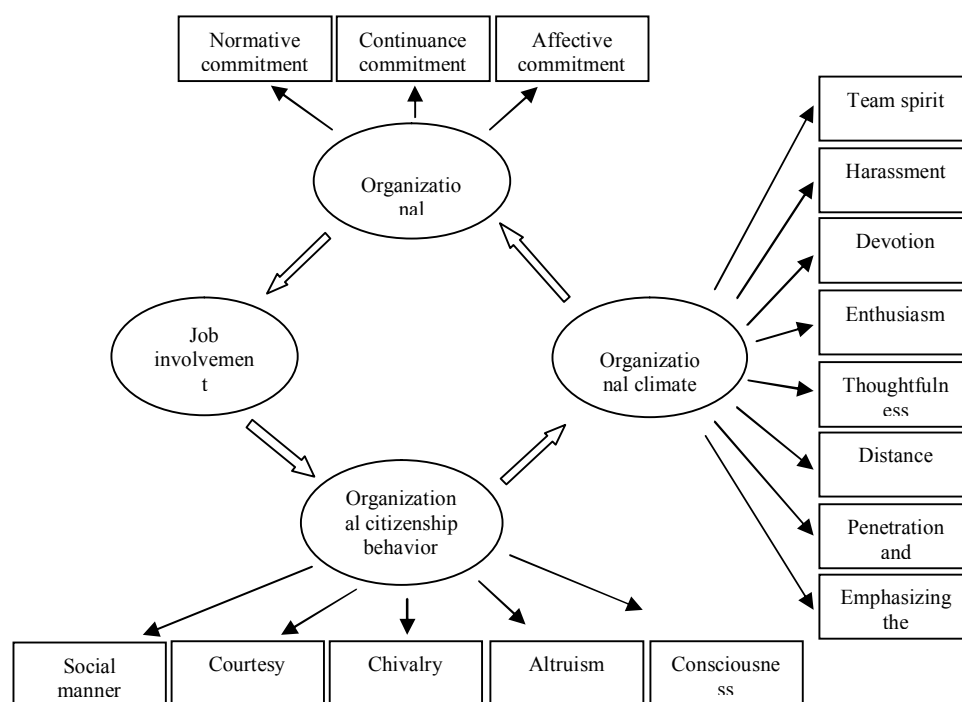 Normative
commitment
Continuance
commitment
Affective
commitment
Team spirit
Harassment
Devotion
Enthusiasm
Thoughtfuln
ess
Distance
Penetration
and
Emphasizing
the
Organizatio
nal
Job
involvemen
t
Organizatio
nal climate
Organization
al citizenship
behavior
Social
manner
Courtesy
Chivalry
Altruism
Consciousne
ss